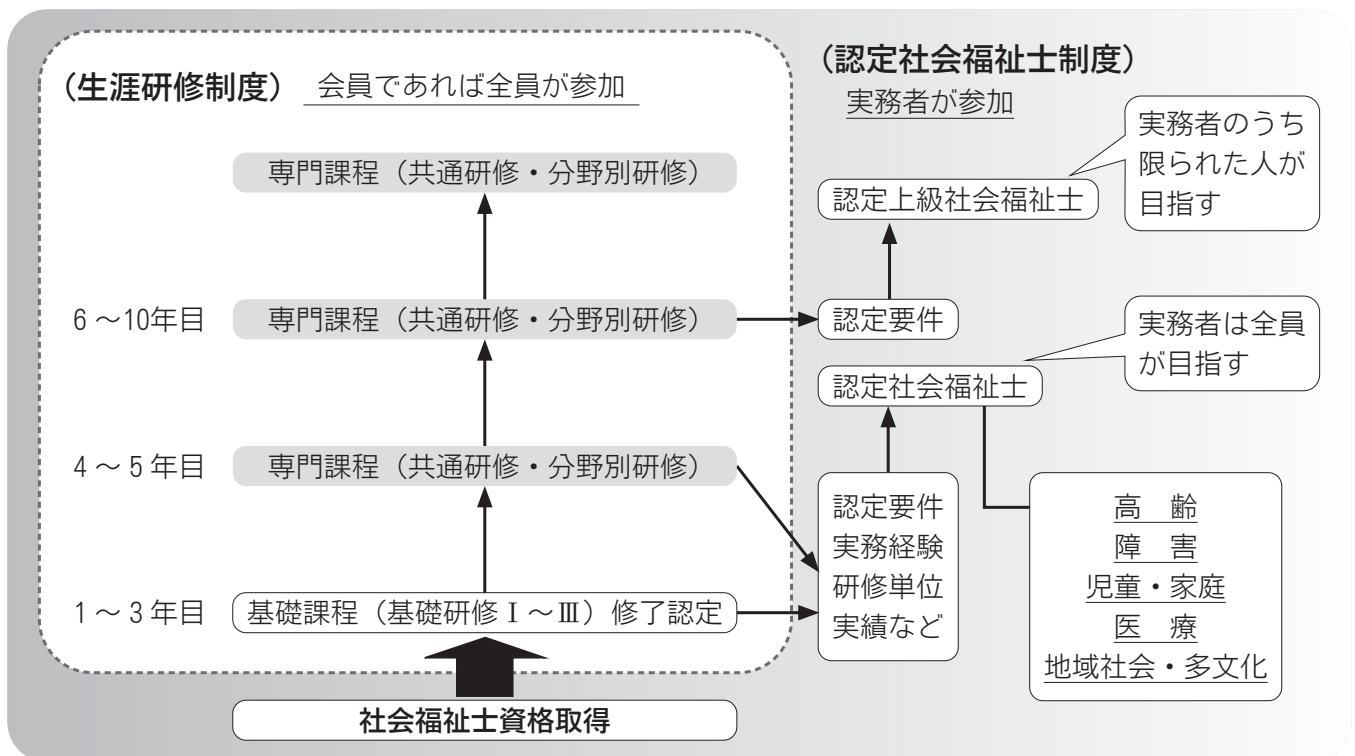 （生涯研修制度） 会員であれば全員が参加
専門課程（共通研修・分野別研修）
6～10年目 専門課程（共通研修・分野別研修）
4～5年目 専門課程（共通研修・分野別研修）
1～3年目 基礎課程（基礎研修Ⅰ～Ⅲ）修了認定
社会福祉士資格取得
（認定社会福祉士制度）
実務者が参加
実務者のうち
限られた人が
目指す
認定上級社会福祉士
認定要件
実務者は全員
が目指す
認定社会福祉士
認定要件
実務経験
研修単位
実績など
高　齢
障　害
児童・家庭
医　療
地域社会・多文化